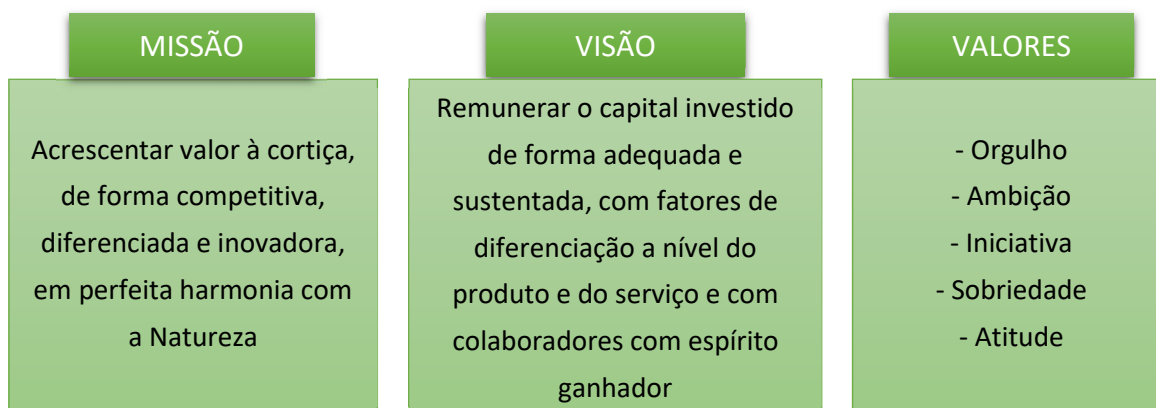 MISSÃO
Acrescentar valor à cortiça,
de forma competitiva,
diferenciada e inovadora,
em perfeita harmonia com
a Natureza
VISÃO
Remunerar o capital investido
de forma adequada e
sustentada, com fatores de
diferenciação a nível do
produto e do serviço e com
colaboradores com espírito
ganhador
VALORES
- Orgulho
- Ambição
- Iniciativa
- Sobriedade
- Atitude